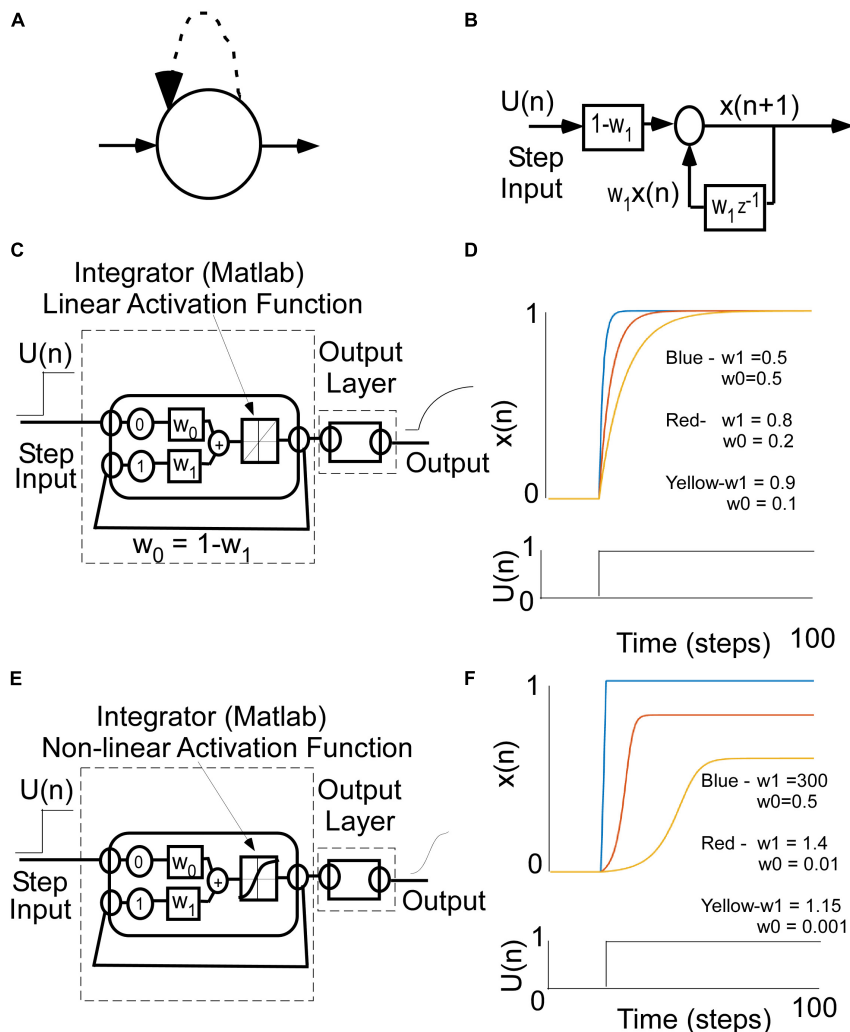 A
B
U(n)
1-w1
x(n+1)
Step
Input
w1x(n)
w1z-1
C
Integrator (Matlab)
Linear Activation Function
U(n)
Output
Layer
0
w0
+
1
w1
Step
Input
Output
w0 = 1-w1
D
1
x(n)
0
Blue - w1 =0.5
w0=0.5
Red- w1 = 0.8
w0 = 0.2
Yellow-w1 = 0.9
w0 = 0.1
1
U(n)
0
Time (steps) 100
E
Integrator (Matlab)
Non-linear Activation Function
U(n)
Output
Layer
0
w0
+
1
w1
Step
Input
Output
F
1
x(n)
0
Blue - w1 =300
w0=0.5
Red - w1 = 1.4
w0 = 0.01
Yellow-w1 = 1.15
w0 = 0.001
1
U(n)
0
Time (steps) 100